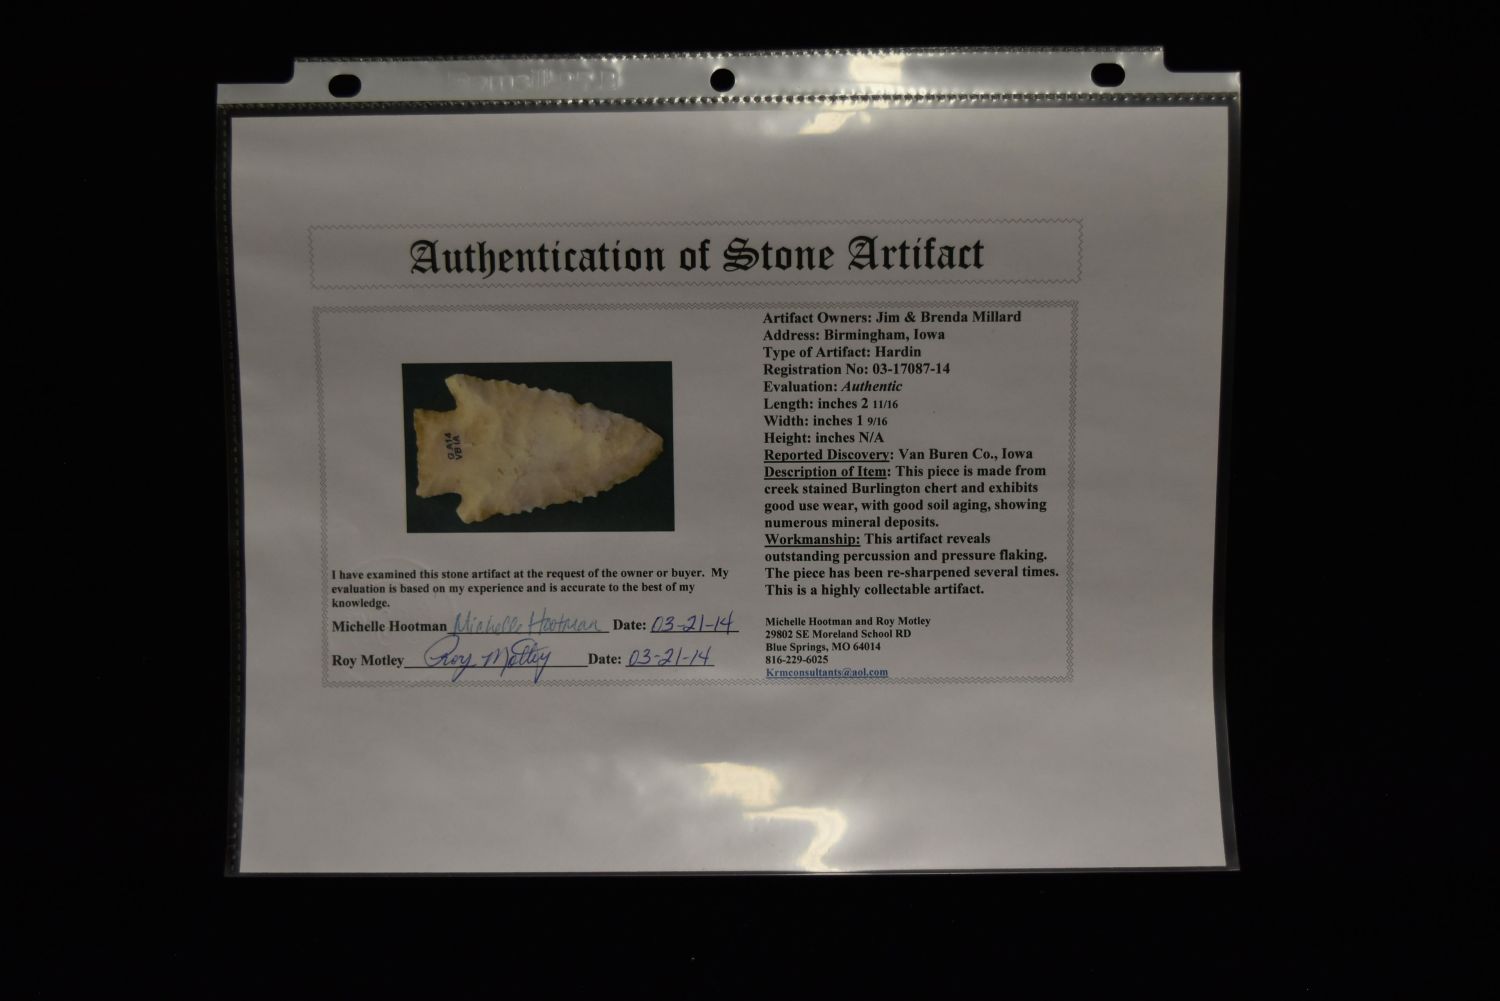 Authentication of Stone Artifact
Artifact Owners: Jim & Brenda Millard
Address: Birmingham, Iowa
Type of Artifact: Hardin
Registration No: 03-17087-14
Evaluation: Authentic
Length: inches 2 11/16
Width: inches 1 9/16
Height: inches N/A
Reported Discovery: Van Buren Co., Iowa
Description of Item: This piece is made from
creek stained Burlington chert and exhibits
good use wear, with good soil aging, showing
numerous mineral deposits.
Workmanship: This artifact reveals
outstanding percussion and pressure flaking.
The piece has been re-sharpened several times.
This is a highly collectable artifact.
I have examined this stone artifact at the request of the owner or buyer. My
evaluation is based on my experience and is accurate to the best of my
knowledge.
Michelle Hootman Michelle Hootman Date: 03-21-14
Roy Motley Roy Motley Date: 03-21-14
Michelle Hootman and Roy Motley
29802 SE Moreland School RD
Blue Springs, MO 64014
816-229-6025
Krmconsultants@aol.com